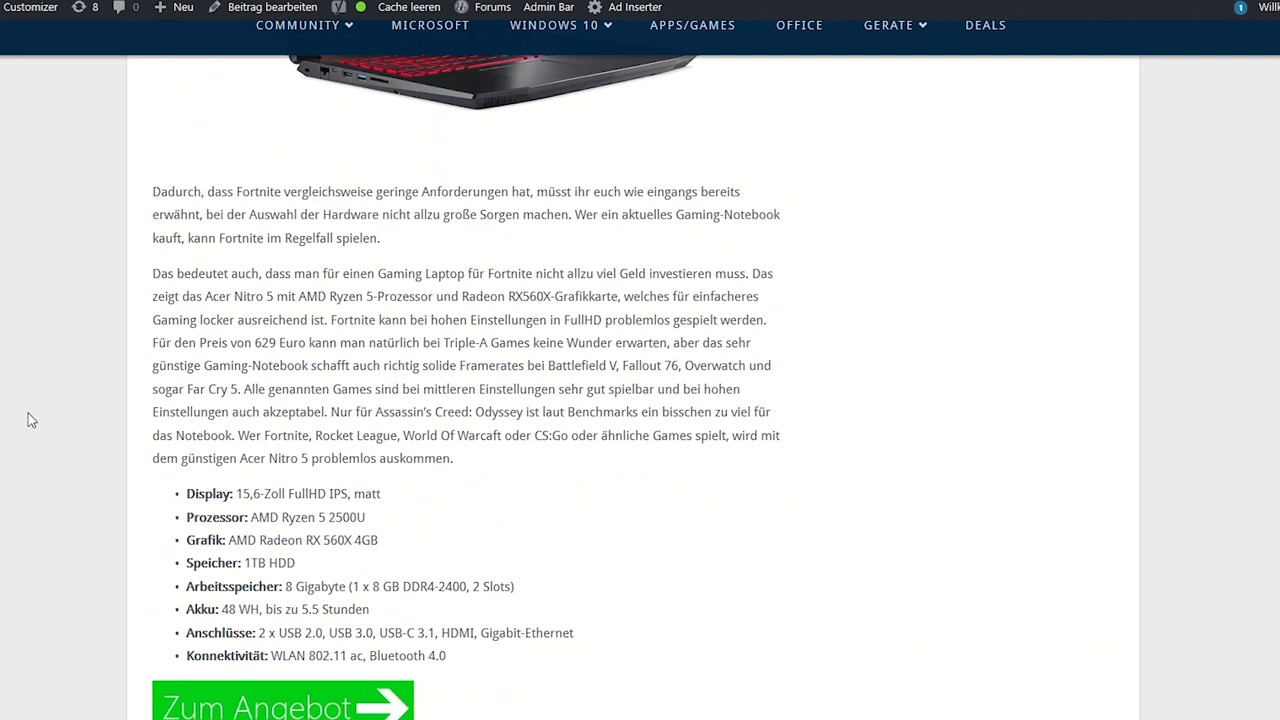 Customizer 8 0 Neu Beitrag bearbeiten Cache leeren Forums Admin Bar Ad Inserter 1 Willk
COMMUNITY MICROSOFT WINDOWS 10 APPS/GAMES OFFICE GERÄTE DEALS
Dadurch, dass Fortnite vergleichsweise geringe Anforderungen hat, müsst ihr euch wie eingangs bereits
erwähnt, bei der Auswahl der Hardware nicht allzu große Sorgen machen. Wer ein aktuelles Gaming-Notebook
kauft, kann Fortnite im Regelfall spielen.
Das bedeutet auch, dass man für einen Gaming Laptop für Fortnite nicht allzu viel Geld investieren muss. Das
zeigt das Acer Nitro 5 mit AMD Ryzen 5-Prozessor und Radeon RX560X-Grafikkarte, welches für einfacheres
Gaming locker ausreichend ist. Fortnite kann bei hohen Einstellungen in FullHD problemlos gespielt werden.
Für den Preis von 629 Euro kann man natürlich bei Triple-A Games keine Wunder erwarten, aber das sehr
günstige Gaming-Notebook schafft auch richtig solide Framerates bei Battlefield V, Fallout 76, Overwatch und
sogar Far Cry 5. Alle genannten Games sind bei mittleren Einstellungen sehr gut spielbar und bei hohen
Einstellungen auch akzeptabel. Nur für Assassin's Creed: Odyssey ist laut Benchmarks ein bisschen zu viel für
das Notebook. Wer Fortnite, Rocket League, World Of Warcaft oder CS:Go oder ähnliche Games spielt, wird mit
dem günstigen Acer Nitro 5 problemlos auskommen.
• Display: 15,6-Zoll FullHD IPS, matt
• Prozessor: AMD Ryzen 5 2500U
• Grafik: AMD Radeon RX 560X 4GB
• Speicher: 1TB HDD
• Arbeitsspeicher: 8 Gigabyte (1 x 8 GB DDR4-2400, 2 Slots)
• Akku: 48 WH, bis zu 5.5 Stunden
• Anschlüsse: 2 x USB 2.0, USB 3.0, USB-C 3.1, HDMI, Gigabit-Ethernet
• Konnektivität: WLAN 802.11 ac, Bluetooth 4.0
Zum Angebot